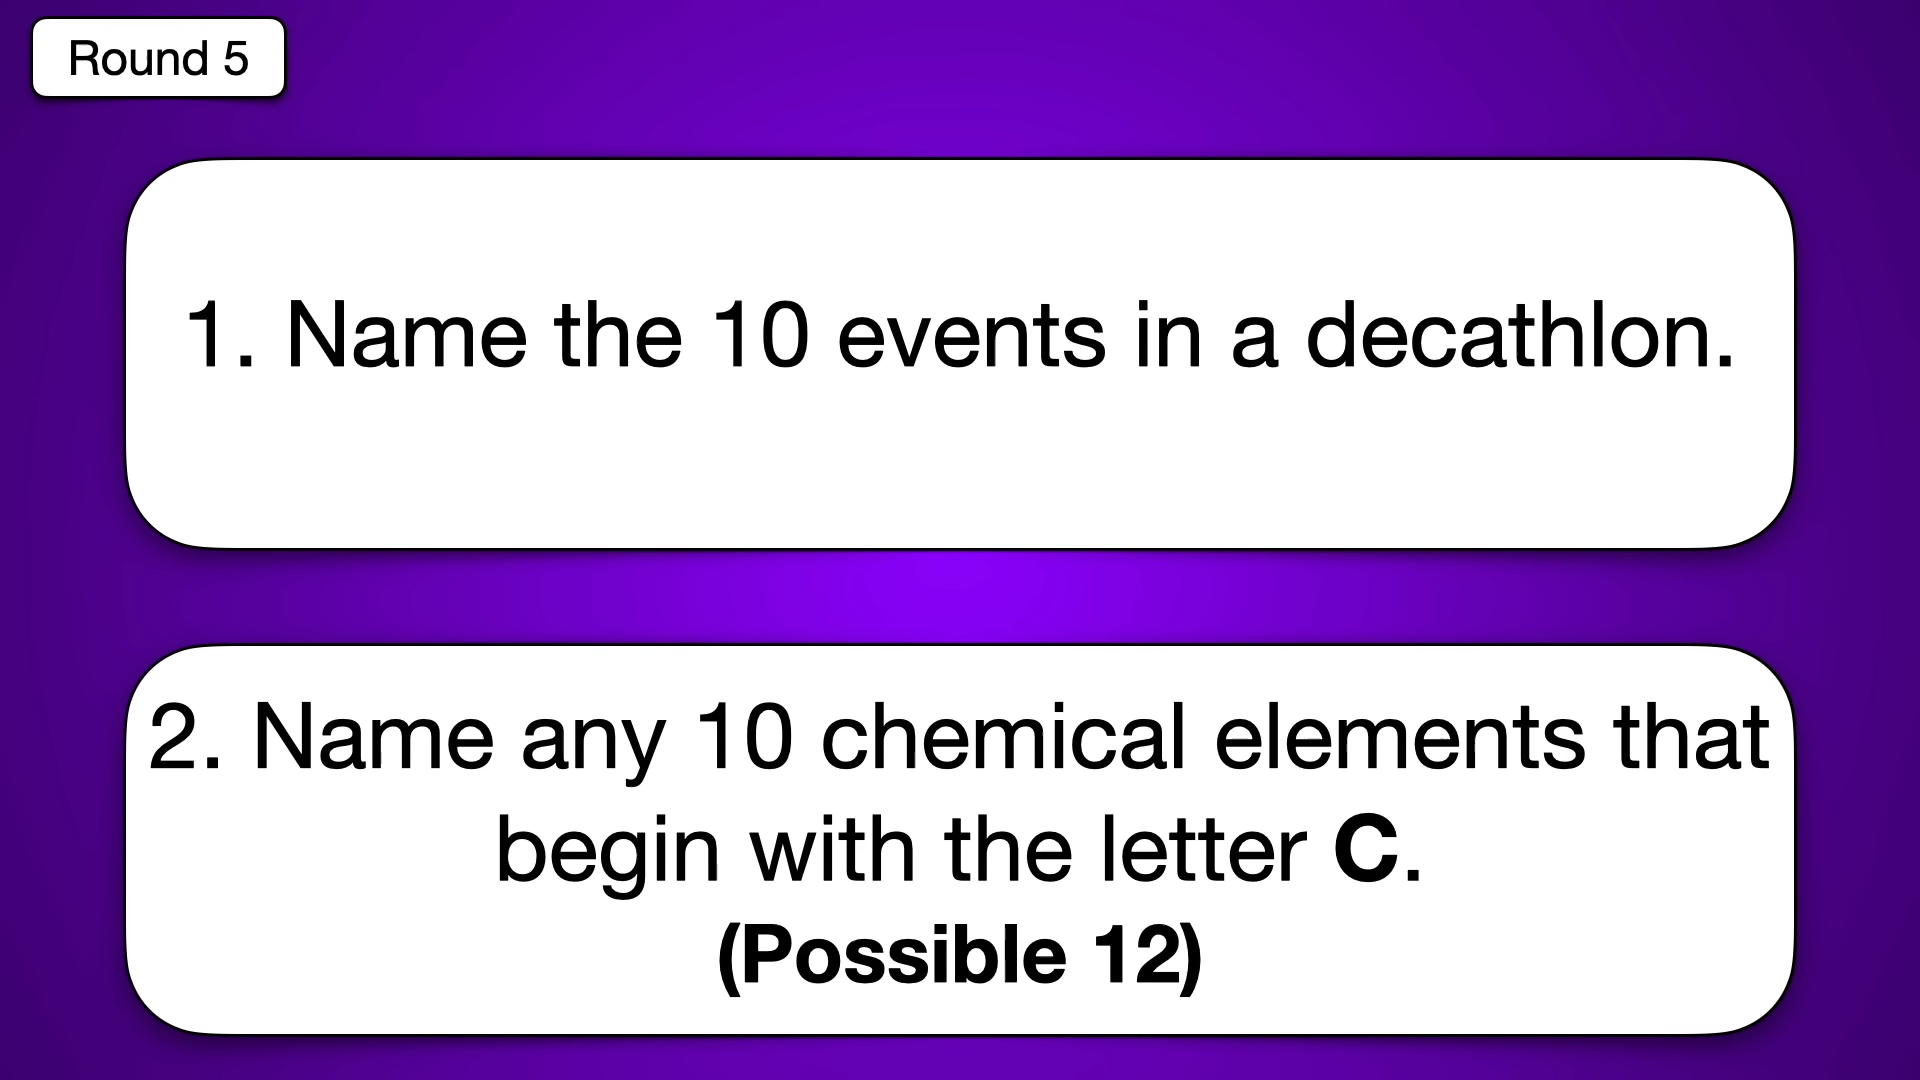 Round 5
1. Name the 10 events in a decathlon.
2. Name any 10 chemical elements that
begin with the letter C.
(Possible 12)